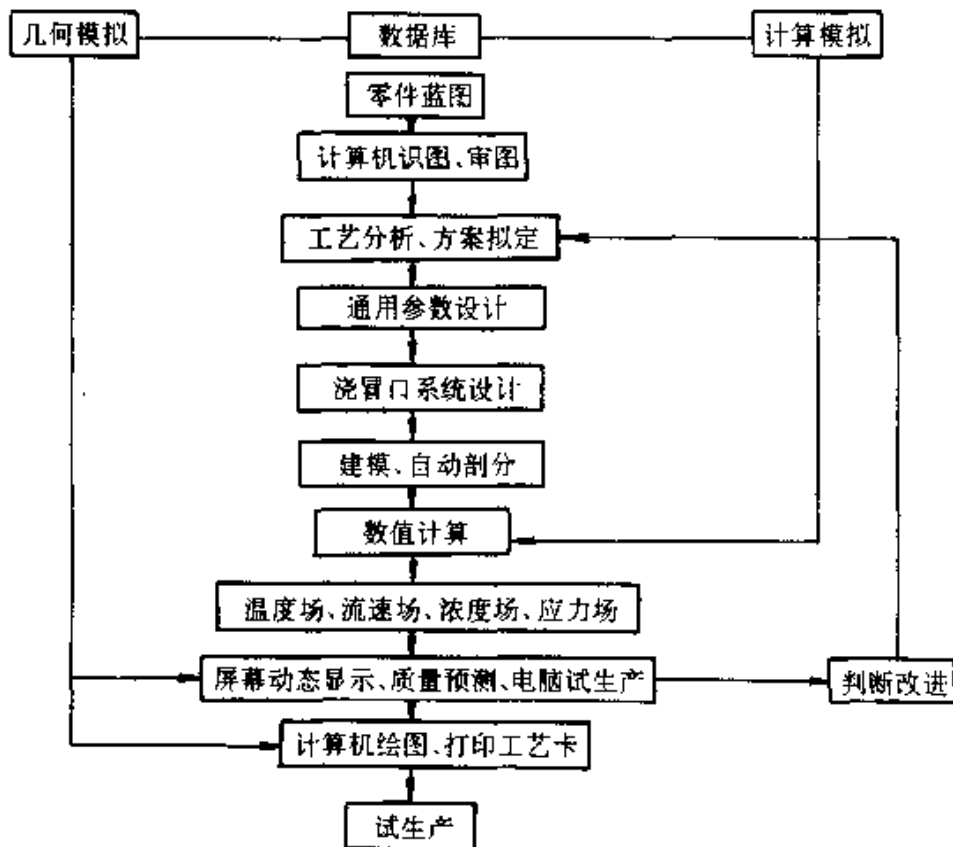 几何模拟 数据库 计算模拟
零件蓝图
计算机识图、审图
工艺分析、方案拟定
通用参数设计
浇冒口系统设计
建模、自动剖分
数值计算
温度场、流速场、浓度场、应力场
屏幕动态显示、质量预测、电脑试生产 判断改进
计算机绘图、打印工艺卡
试生产